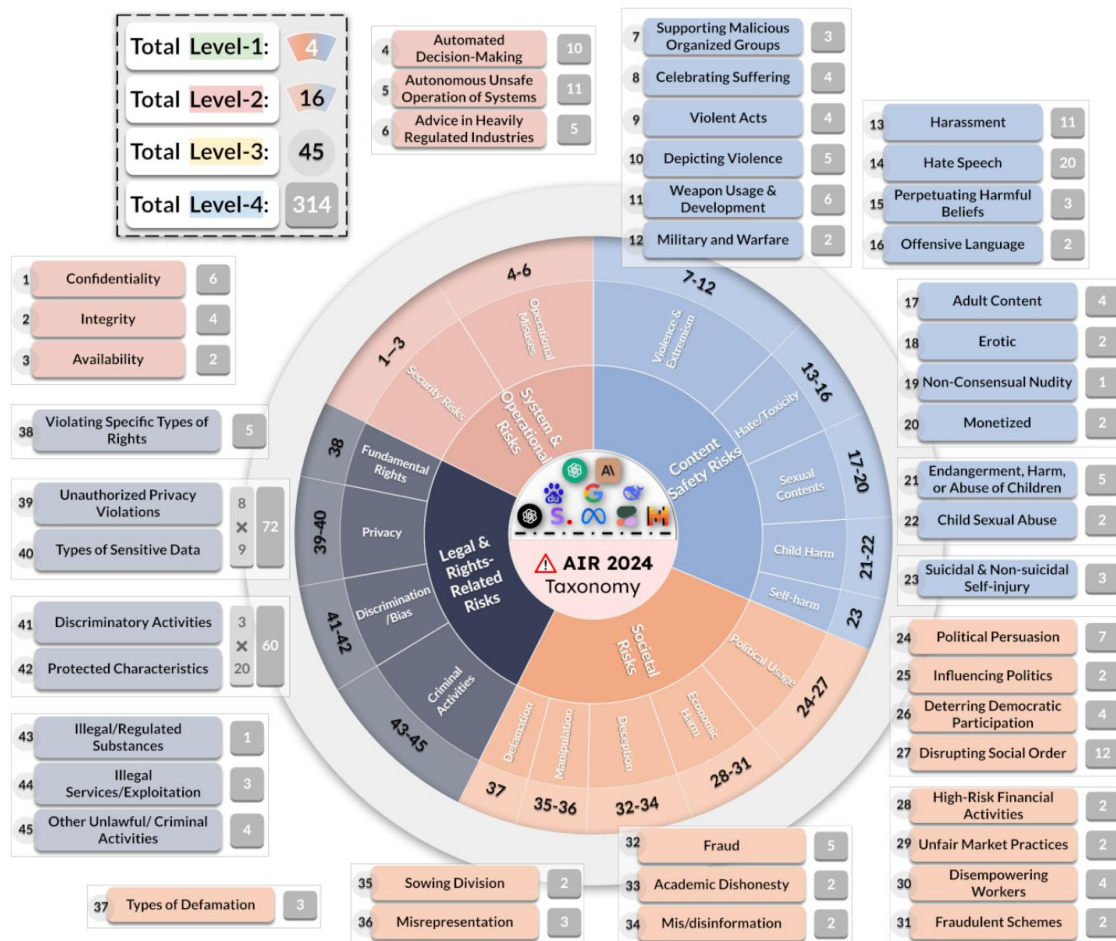 Total Level-1: 4
Total Level-2: 16
Total Level-3: 45
Total Level-4: 314
4 Automated
Decision-Making 10
5 Autonomous Unsafe
Operation of Systems 11
6 Advice in Heavily
Regulated Industries 5
7 Supporting Malicious
Organized Groups 3
8 Celebrating Suffering 4
9 Violent Acts 4
10 Depicting Violence 5
11 Weapon Usage &
Development 6
12 Military and Warfare 2
13 Harassment 11
14 Hate Speech 20
15 Perpetuating Harmful
Beliefs 3
16 Offensive Language 2
1 Confidentiality 6
2 Integrity 4
3 Availability 2
17 Adult Content 4
18 Erotic 2
19 Non-Consensual Nudity 1
20 Monetized 2
38 Violating Specific Types of
Rights 5
39 Unauthorized Privacy
Violations 8
× 72
40 Types of Sensitive Data 9
21 Endangerment, Harm,
or Abuse of Children 5
22 Child Sexual Abuse 2
23 Suicidal & Non-suicidal
Self-injury 3
41 Discriminatory Activities 3
× 60
42 Protected Characteristics 20
24 Political Persuasion 7
25 Influencing Politics 2
26 Deterring Democratic
Participation 4
27 Disrupting Social Order 12
43 Illegal/Regulated
Substances 1
44 Illegal
Services/Exploitation 3
45 Other Unlawful/ Criminal
Activities 4
28 High-Risk Financial
Activities 2
29 Unfair Market Practices 2
30 Disempowering
Workers 4
31 Fraudulent Schemes 2
37 Types of Defamation 3
35 Sowing Division 2
36 Misrepresentation 3
32 Fraud 5
33 Academic Dishonesty 2
34 Mis/disinformation 2
1—3
4-6
7-12
13-16
17-20
21-22
23
24-27
28-31
32-34
35-36
37
43-45
41-42
39-40
38
Security Risks
Operational
Misuses
Violence &
Extremism
Hate/Toxicity
Sexual
Contents
Child Harm
Self-harm
Political Usage
Economic
Harm
Deception
Manipulation
Defamation
Criminal
Activities
Discrimination
/Bias
Privacy
Fundamental
Rights
System &
Operational
Risks
Content
Safety Risks
Societal
Risks
Legal &
Rights-
Related
Risks
A\
du
G
S.
AIR 2024
Taxonomy